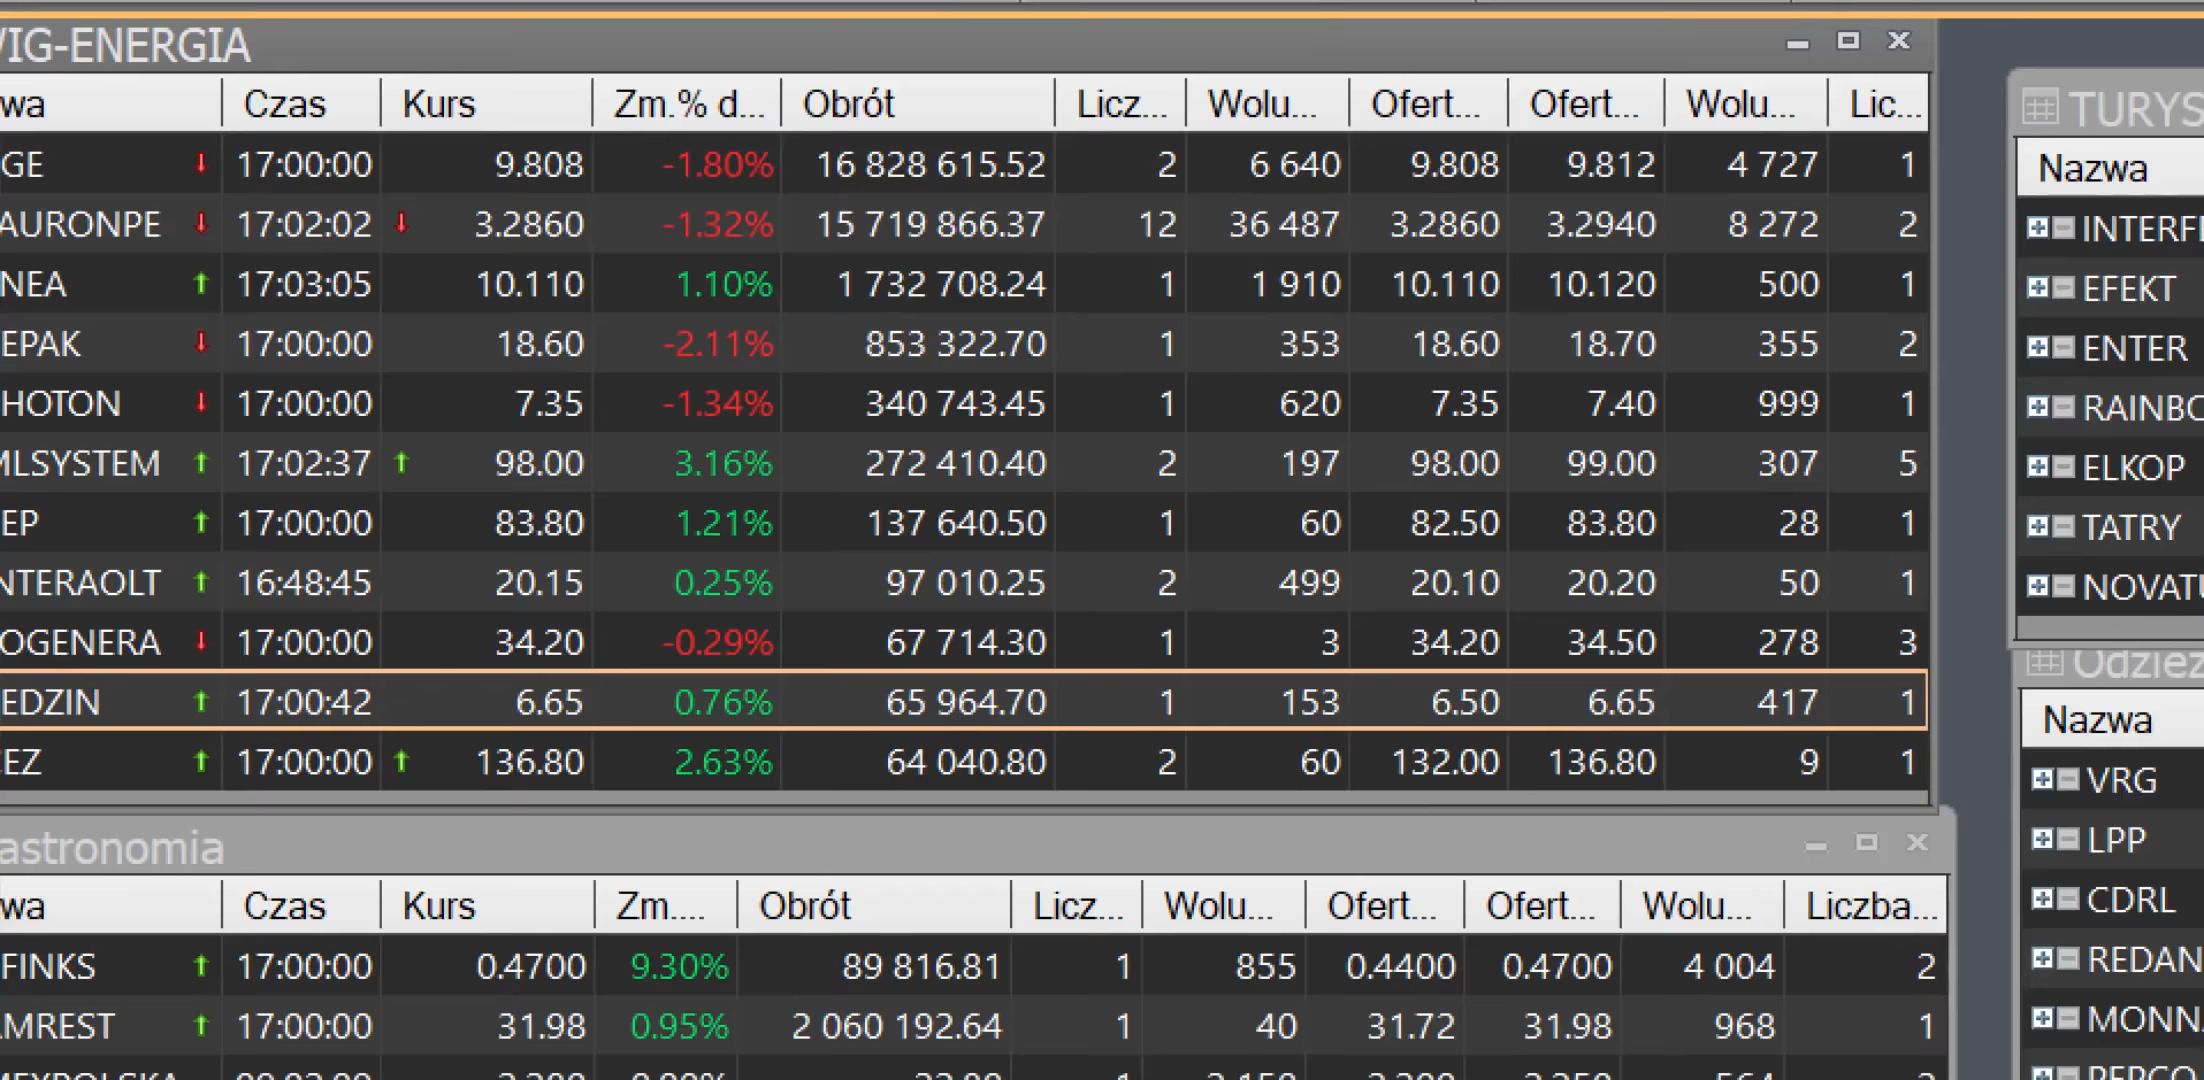 IG-ENERGIA
wa Czas Kurs Zm.% d... Obrót Licz... Wolu... Ofert... Ofert... Wolu... Lic...
GE 17:00:00 9.808 -1.80% 16 828 615.52 2 6 640 9.808 9.812 4 727 1
AURONPE 17:02:02 3.2860 -1.32% 15 719 866.37 12 36 487 3.2860 3.2940 8 272 2
NEA 17:03:05 10.110 1.10% 1 732 708.24 1 1 910 10.110 10.120 500 1
EPAK 17:00:00 18.60 -2.11% 853 322.70 1 353 18.60 18.70 355 2
HOTON 17:00:00 7.35 -1.34% 340 743.45 1 620 7.35 7.40 999 1
MLSYSTEM 17:02:37 98.00 3.16% 272 410.40 2 197 98.00 99.00 307 5
EP 17:00:00 83.80 1.21% 137 640.50 1 60 82.50 83.80 28 1
NTERAOLT 16:48:45 20.15 0.25% 97 010.25 2 499 20.10 20.20 50 1
OGENERA 17:00:00 34.20 -0.29% 67 714.30 1 3 34.20 34.50 278 3
EDZIN 17:00:42 6.65 0.76% 65 964.70 1 153 6.50 6.65 417 1
EZ 17:00:00 136.80 2.63% 64 040.80 2 60 132.00 136.80 9 1
astronomia
wa Czas Kurs Zm.... Obrót Licz... Wolu... Ofert... Ofert... Wolu... Liczba...
FINKS 17:00:00 0.4700 9.30% 89 816.81 1 855 0.4400 0.4700 4 004 2
MREST 17:00:00 31.98 0.95% 2 060 192.64 1 40 31.72 31.98 968 1
TURYS
Nazwa
INTERF
EFEKT
ENTER
RAINBO
ELKOP
TATRY
NOVATU
Odzież
Nazwa
VRG
LPP
CDRL
REDAN
MONN
PEPCO